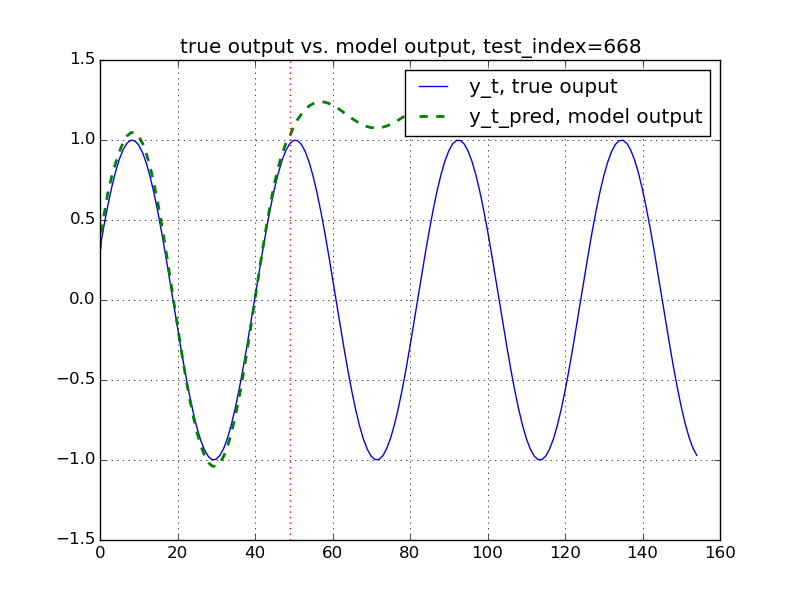 true output vs. model output, test_index=668
y_t, true ouput
y_t_pred, model output
1.5
1.0
0.5
0.0
−0.5
−1.0
−1.5
0 20 40 60 80 100 120 140 160